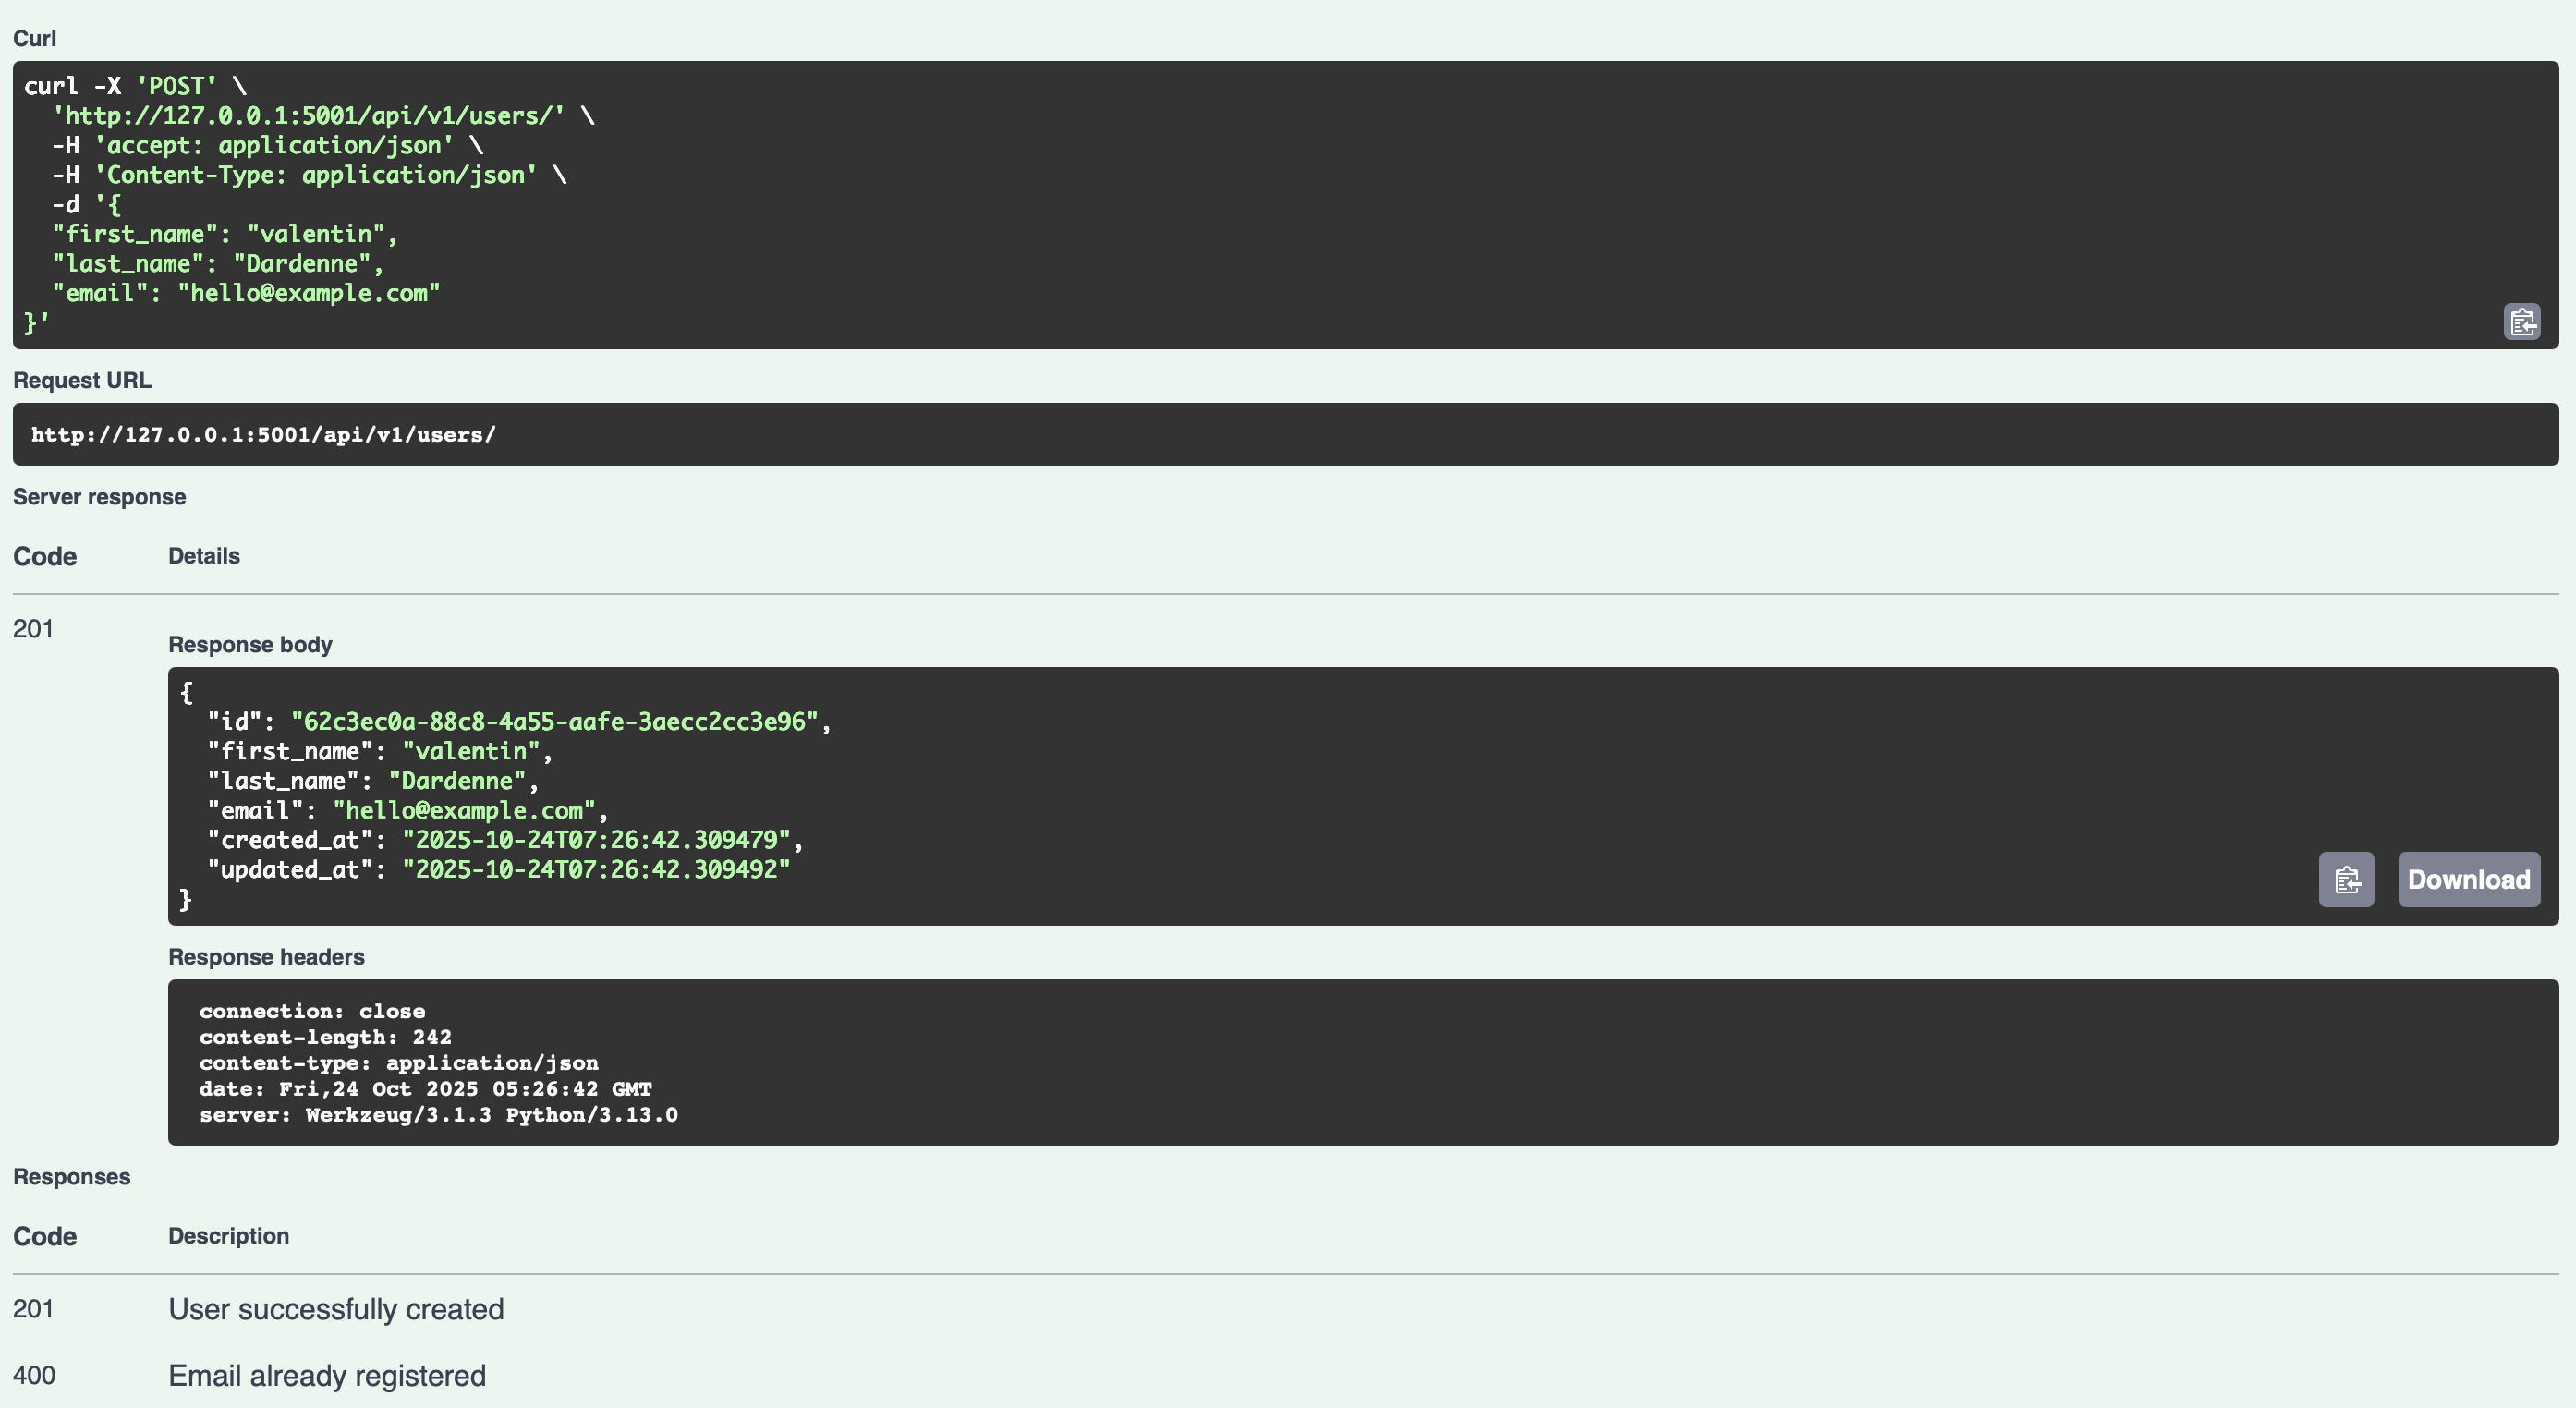 Curl
curl -X 'POST' \
  'http://127.0.0.1:5001/api/v1/users/' \
  -H 'accept: application/json' \
  -H 'Content-Type: application/json' \
  -d '{
  "first_name": "valentin",
  "last_name": "Dardenne",
  "email": "hello@example.com"
}'
Request URL
http://127.0.0.1:5001/api/v1/users/
Server response
Code Details
201
Response body
{
  "id": "62c3ec0a-88c8-4a55-aafe-3aecc2cc3e96",
  "first_name": "valentin",
  "last_name": "Dardenne",
  "email": "hello@example.com",
  "created_at": "2025-10-24T07:26:42.309479",
  "updated_at": "2025-10-24T07:26:42.309492"
}
Download
Response headers
connection: close
content-length: 242
content-type: application/json
date: Fri,24 Oct 2025 05:26:42 GMT
server: Werkzeug/3.1.3 Python/3.13.0
Responses
Code Description
201 User successfully created
400 Email already registered